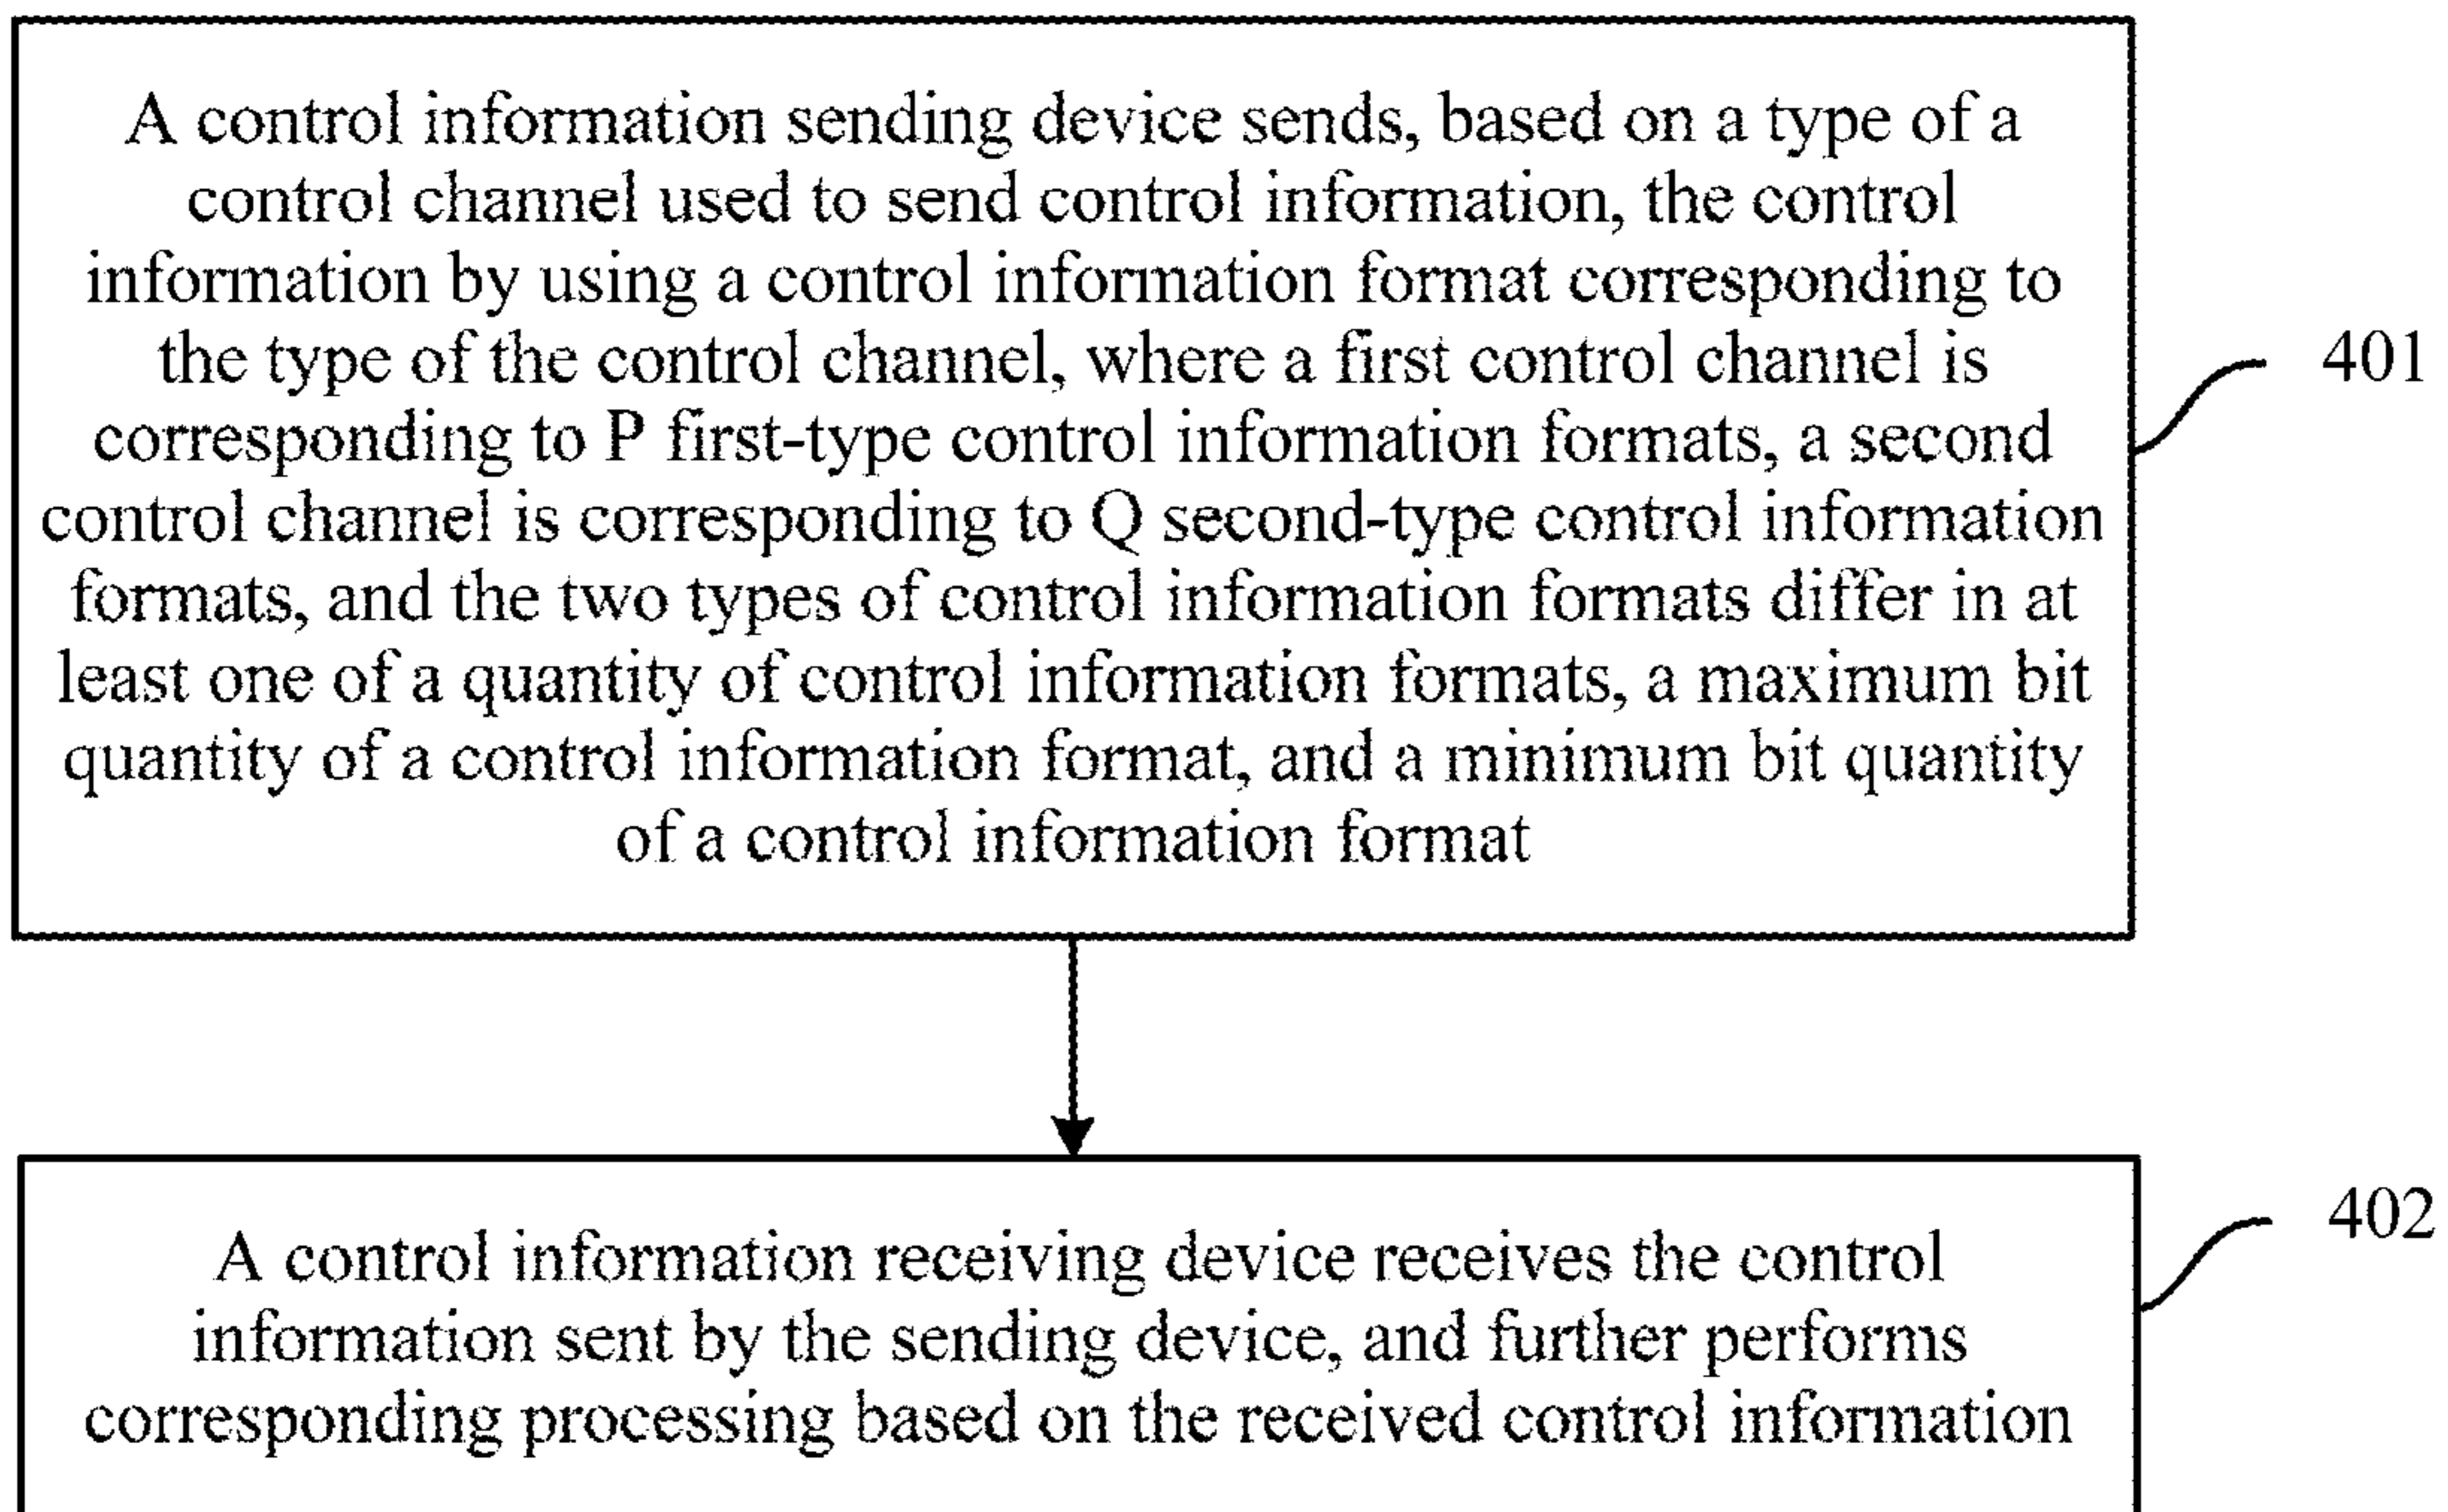 A control information sending device sends, based on a type of a
control channel used to send control information, the control
information by using a control information format corresponding to
the type of the control channel, where a first control channel is
corresponding to P first-type control information formats, a second
control channel is corresponding to Q second-type control information
formats, and the two types of control information formats differ in at
least one of a quantity of control information formats, a maximum bit
quantity of a control information format, and a minimum bit quantity
of a control information format
401
A control information receiving device receives the control
information sent by the sending device, and further performs
corresponding processing based on the received control information
402